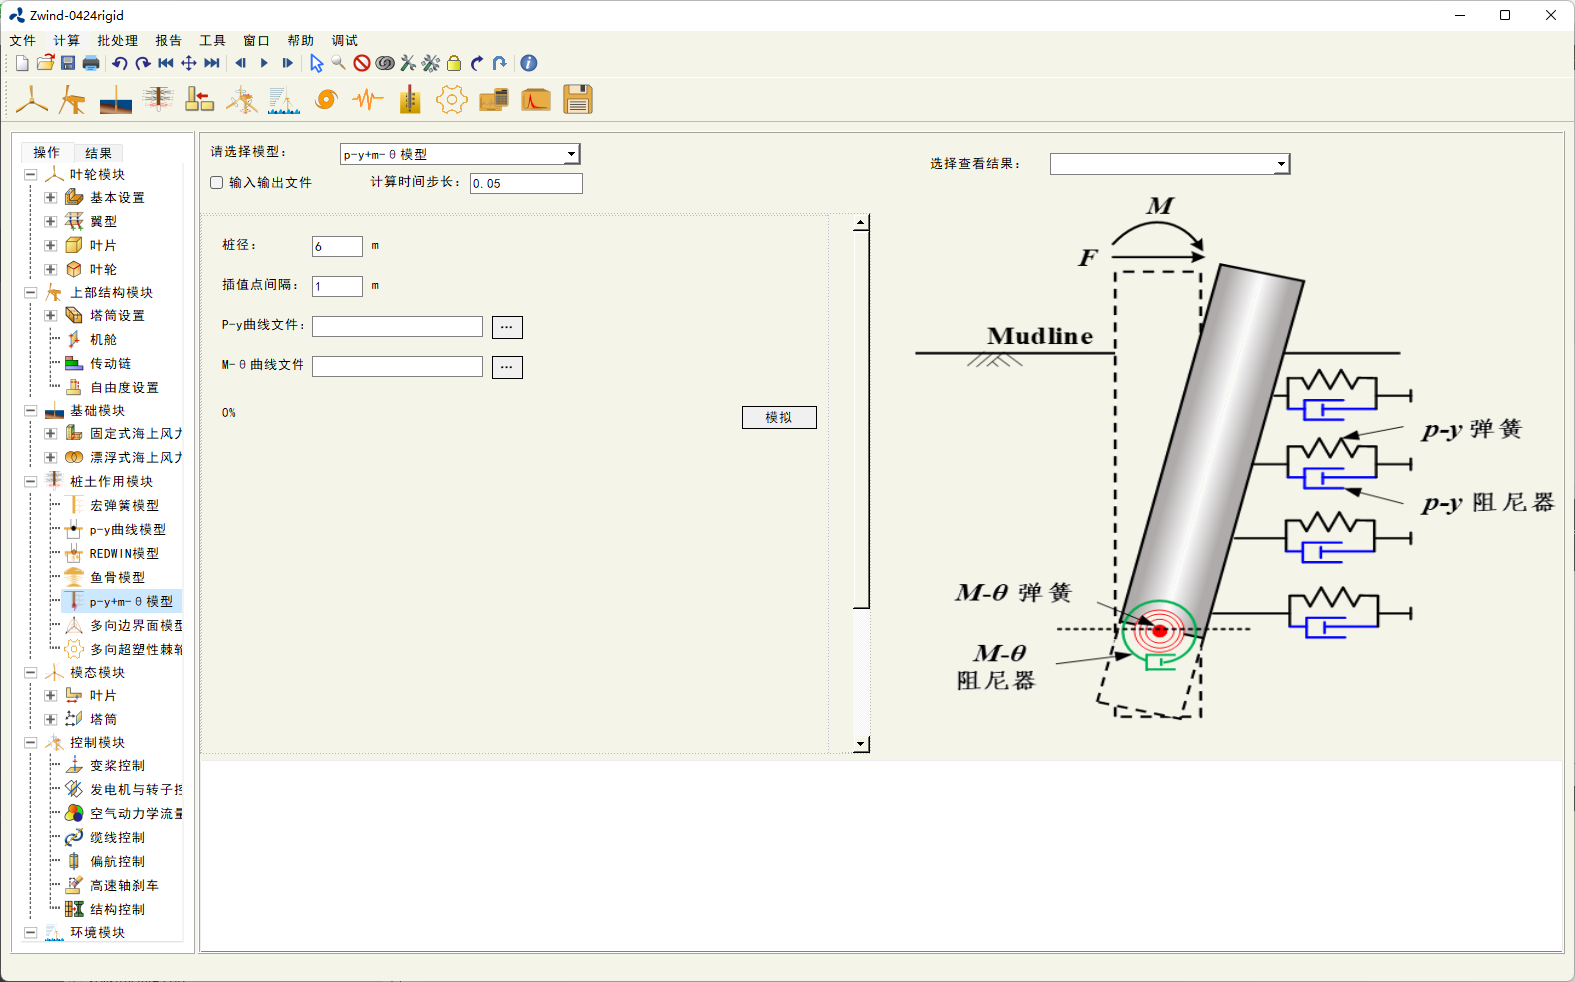 Zwind-0424rigid
文件 计算 批处理 报告 工具 窗口 帮助 调试
操作 结果
叶轮模块
基本设置
翼型
叶片
叶轮
上部结构模块
塔筒设置
机舱
传动链
自由度设置
基础模块
固定式海上风力
漂浮式海上风力
桩土作用模块
宏弹簧模型
p-y曲线模型
REDWIN模型
鱼骨模型
p-y+m-θ模型
多向边界面模型
多向超塑性棘轮
模态模块
叶片
塔筒
控制模块
变桨控制
发电机与转子控
空气动力学流量
缆线控制
偏航控制
高速轴刹车
结构控制
环境模块
请选择模型： p-y+m-θ模型
输入输出文件 计算时间步长： 0.05
桩径： 6 m
插值点间隔： 1 m
P-y曲线文件： ...
M-θ曲线文件 ...
0% 模拟
选择查看结果：
M
F
Mudline
p-y 弹簧
p-y 阻尼器
M-θ 弹簧
M-θ
阻尼器